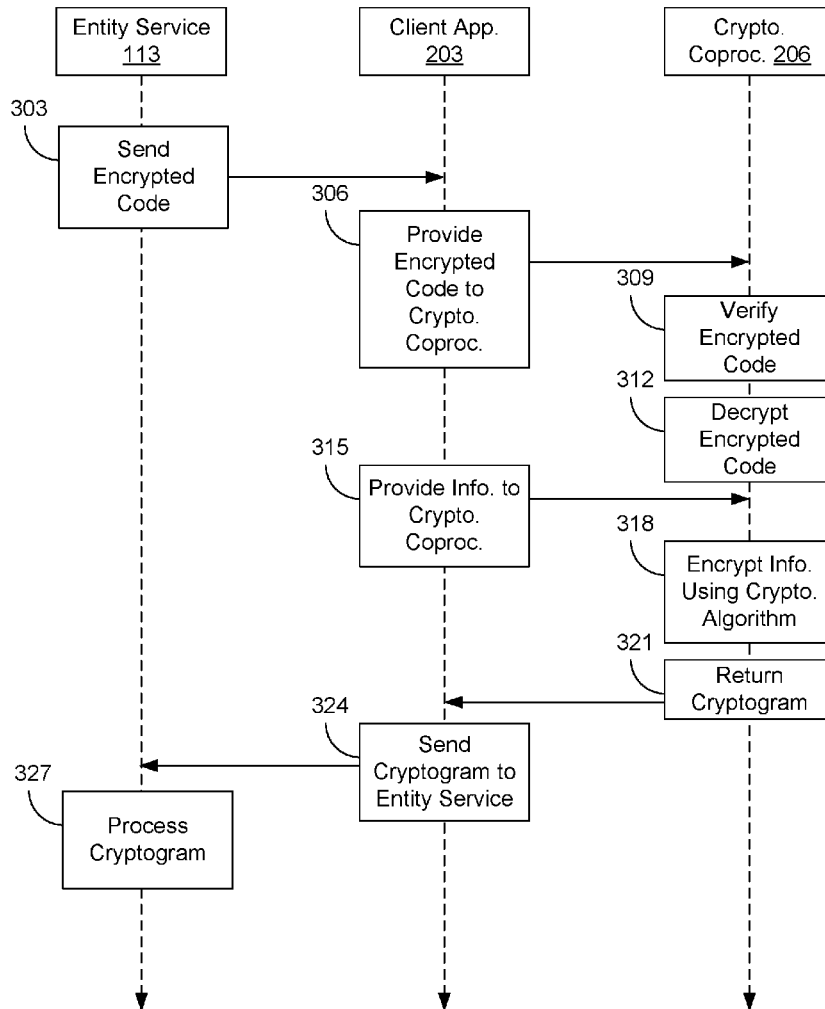 Entity Service
113
Client App.
203
Crypto.
Coproc. 206
303
Send
Encrypted
Code
306
Provide
Encrypted
Code to
Crypto.
Coproc.
309
Verify
Encrypted
Code
312
Decrypt
Encrypted
Code
315
Provide Info. to
Crypto.
Coproc.
318
Encrypt Info.
Using Crypto.
Algorithm
321
Return
Cryptogram
324
Send
Cryptogram to
Entity Service
327
Process
Cryptogram